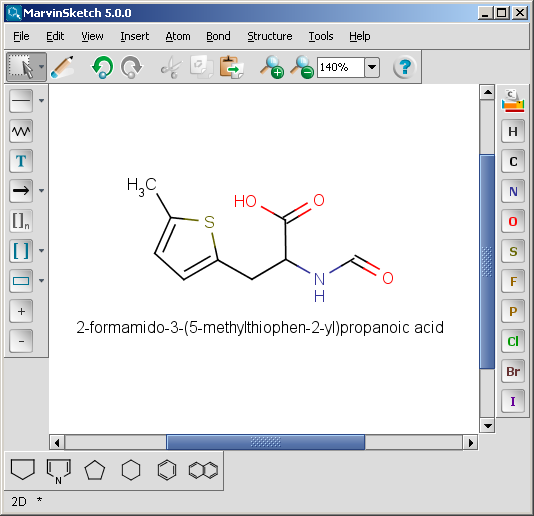 MarvinSketch 5.0.0
File Edit View Insert Atom Bond Structure Tools Help
140% ?
C
H
C
N
O
S
F
P
Cl
Br
I
T
[]n
[ ]
+
-
H3C
S
HO
O
N
H
O
2-formamido-3-(5-methylthiophen-2-yl)propanoic acid
N
2D *